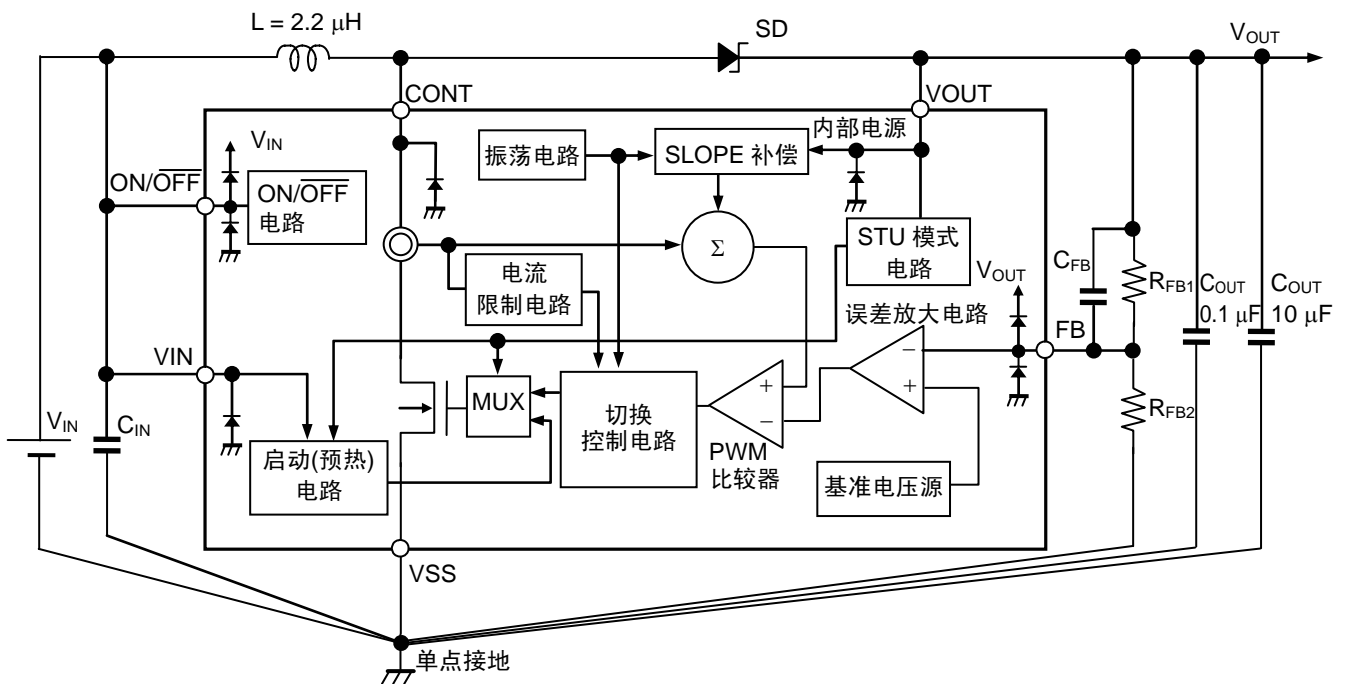 L = 2.2 μH
SD
VOUT
CONT
VOUT
内部电源
VIN
振荡电路
SLOPE 补偿
ON/OFF
ON/OFF
电路
STU 模式
电路
Σ
电流
限制电路
VOUT
CFB
RFB1
COUT
0.1 μF
COUT
10 μF
误差放大电路
FB
VIN
MUX
切换
控制电路
+
−
−
+
PWM
比较器
RFB2
VIN
CIN
启动(预热)
电路
基准电压源
VSS
单点接地